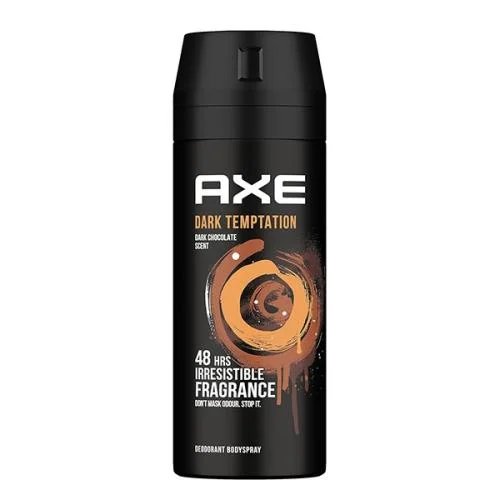 AXE
DARK TEMPTATION
DARK CHOCOLATE
SCENT
48 HRS
IRRESISTIBLE
FRAGRANCE
DON'T MASK ODOUR. STOP IT.
DEODORANT BODYSPRAY